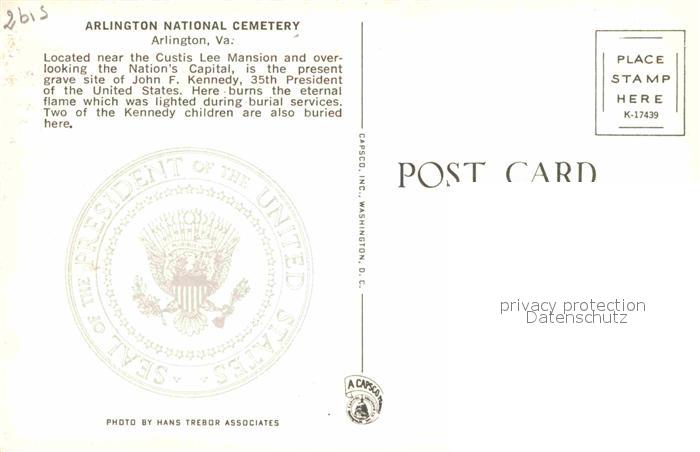 2bis
ARLINGTON NATIONAL CEMETERY
Arlington, Va.
Located near the Custis Lee Mansion and over-
looking the Nation's Capital, is the present
grave site of John F. Kennedy, 35th President
of the United States. Here burns the eternal
flame which was lighted during burial services.
Two of the Kennedy children are also buried
here.
SEAL OF THE PRESIDENT OF THE UNITED STATES
PHOTO BY HANS TREBOR ASSOCIATES
CAPSCO, INC., WASHINGTON, D. C.
A CAPSCO
PLACE
STAMP
HERE
K-17439
POST CARD
privacy protection
Datenschutz